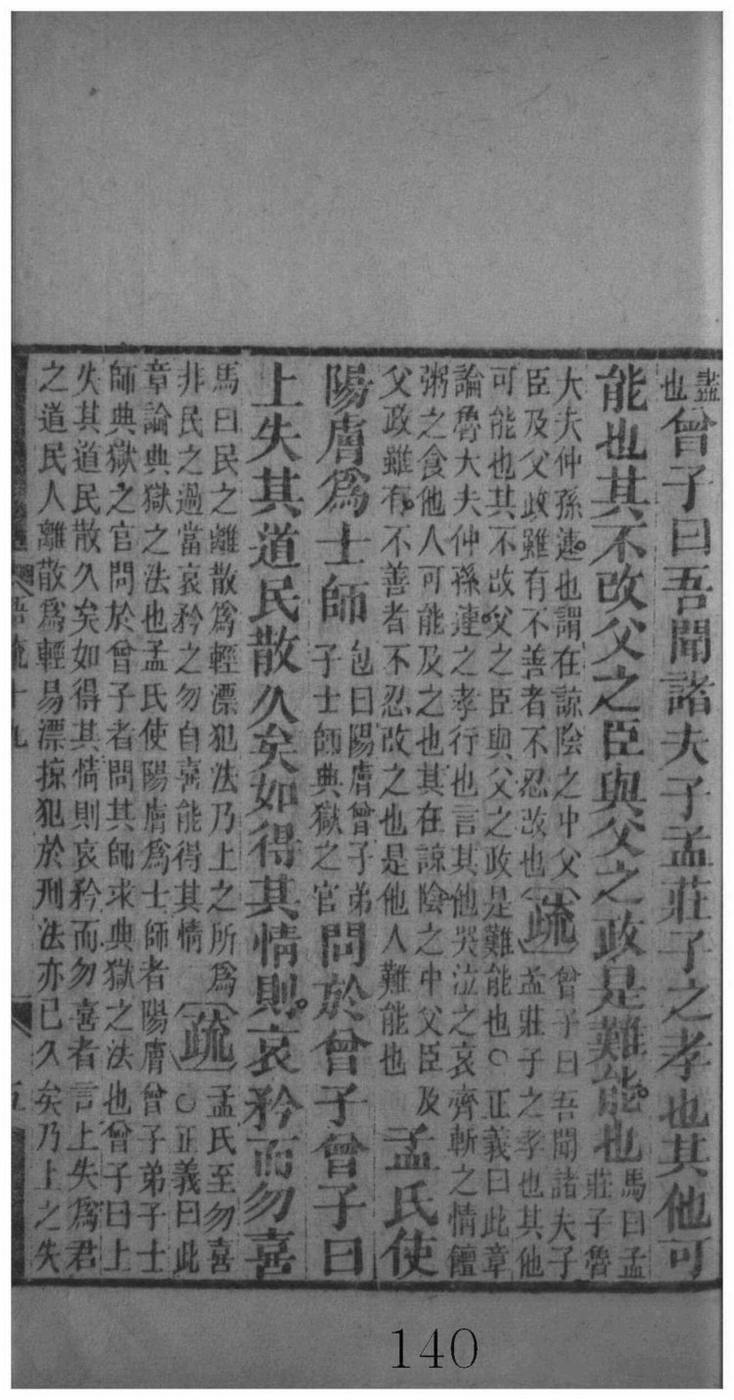 盡也曾子曰吾聞諸夫子孟莊子之孝也其他可
能也其不改父之臣與父之政是難能也馬曰孟莊子魯
大夫仲孫速也謂在諒陰之中父臣及父政雖有不善者不忍改也疏曾子曰吾聞諸夫子孟莊子之孝也其他
可能也其不改父之臣與父之政是難能也○正義曰此章論魯大夫仲孫連之孝行也言其他哭泣之哀齊斬之情饘
粥之食他人可能及之也其在諒陰之中父臣及父政雖有不善者不忍改之也是他人難能也孟氏使
陽膚爲士師包曰陽膚曾子弟子士師典獄之官問於曾子曾子曰
上失其道民散久矣如得其情則哀矜而勿喜
馬曰民之離散爲輕漂犯法乃上之所爲非民之過當哀矜之勿自喜能得其情疏孟氏至勿喜○正義曰此
章論典獄之法也孟氏使陽膚爲士師者陽膚曾子弟子士師典獄之官問於曾子者問其師求典獄之法也曾子曰上
失其道民散久矣如得其情則哀矜而勿喜者言上失爲君之道民人離散爲輕易漂掠犯於刑法亦已久矣乃上之失
語疏十九
五
140